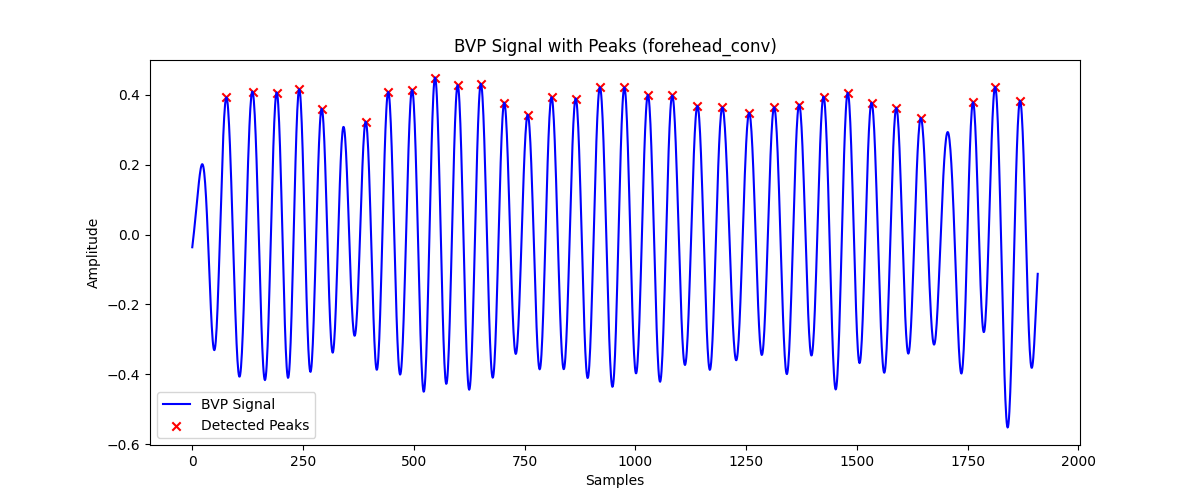 BVP Signal with Peaks (forehead_conv)
Amplitude
0.4
0.2
0.0
−0.2
−0.4
−0.6
BVP Signal
Detected Peaks
0 250 500 750 1000 1250 1500 1750 2000
Samples